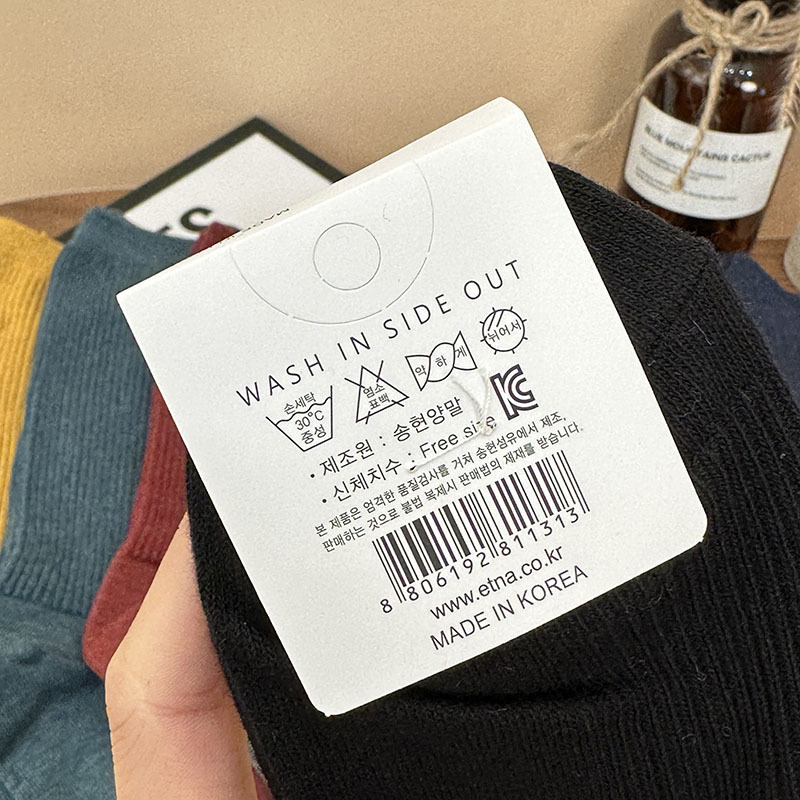 BLUE MOUNTAINS CACTUS
WASH IN SIDE OUT
손세탁
30°C
중성
염소
표백
약하게
뉘어서
• 제조원 : 송현양말
• 신체치수 : Free size
본 제품은 엄격한 품질검사를 거쳐 송현섬유에서 제조,
판매하는 것으로 불법 복제시 판매법의 제재를 받습니다.
8 806192 811313
www.etna.co.kr
MADE IN KOREA